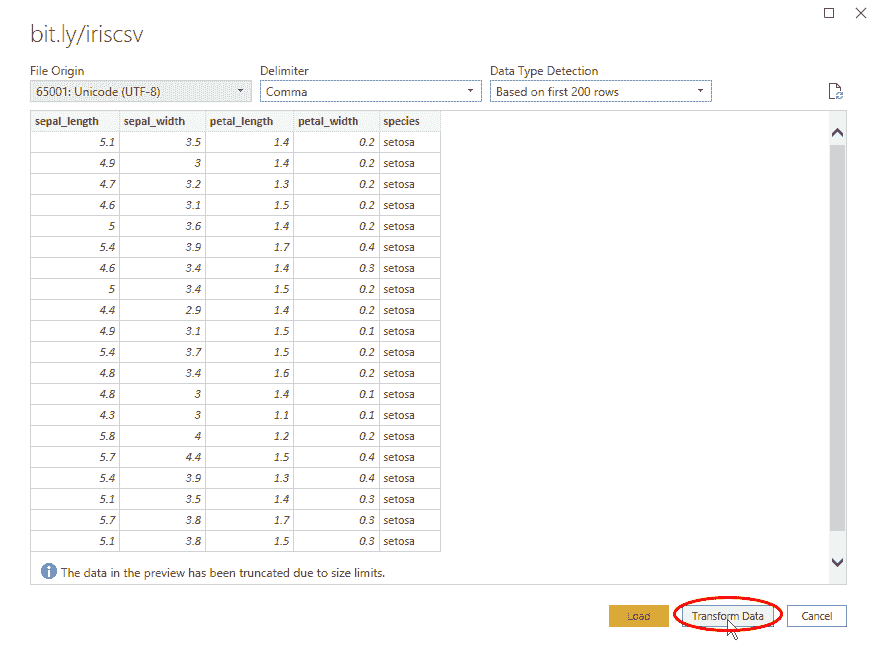 bit.ly/iriscsv
File Origin Delimiter Data Type Detection
65001: Unicode (UTF-8) Comma Based on first 200 rows
sepal_length sepal_width petal_length petal_width species
5.1 3.5 1.4 0.2 setosa
4.9 3 1.4 0.2 setosa
4.7 3.2 1.3 0.2 setosa
4.6 3.1 1.5 0.2 setosa
5 3.6 1.4 0.2 setosa
5.4 3.9 1.7 0.4 setosa
4.6 3.4 1.4 0.3 setosa
5 3.4 1.5 0.2 setosa
4.4 2.9 1.4 0.2 setosa
4.9 3.1 1.5 0.1 setosa
5.4 3.7 1.5 0.2 setosa
4.8 3.4 1.6 0.2 setosa
4.8 3 1.4 0.1 setosa
4.3 3 1.1 0.1 setosa
5.8 4 1.2 0.2 setosa
5.7 4.4 1.5 0.4 setosa
5.4 3.9 1.3 0.4 setosa
5.1 3.5 1.4 0.3 setosa
5.7 3.8 1.7 0.3 setosa
5.1 3.8 1.5 0.3 setosa
The data in the preview has been truncated due to size limits.
Load Transform Data Cancel